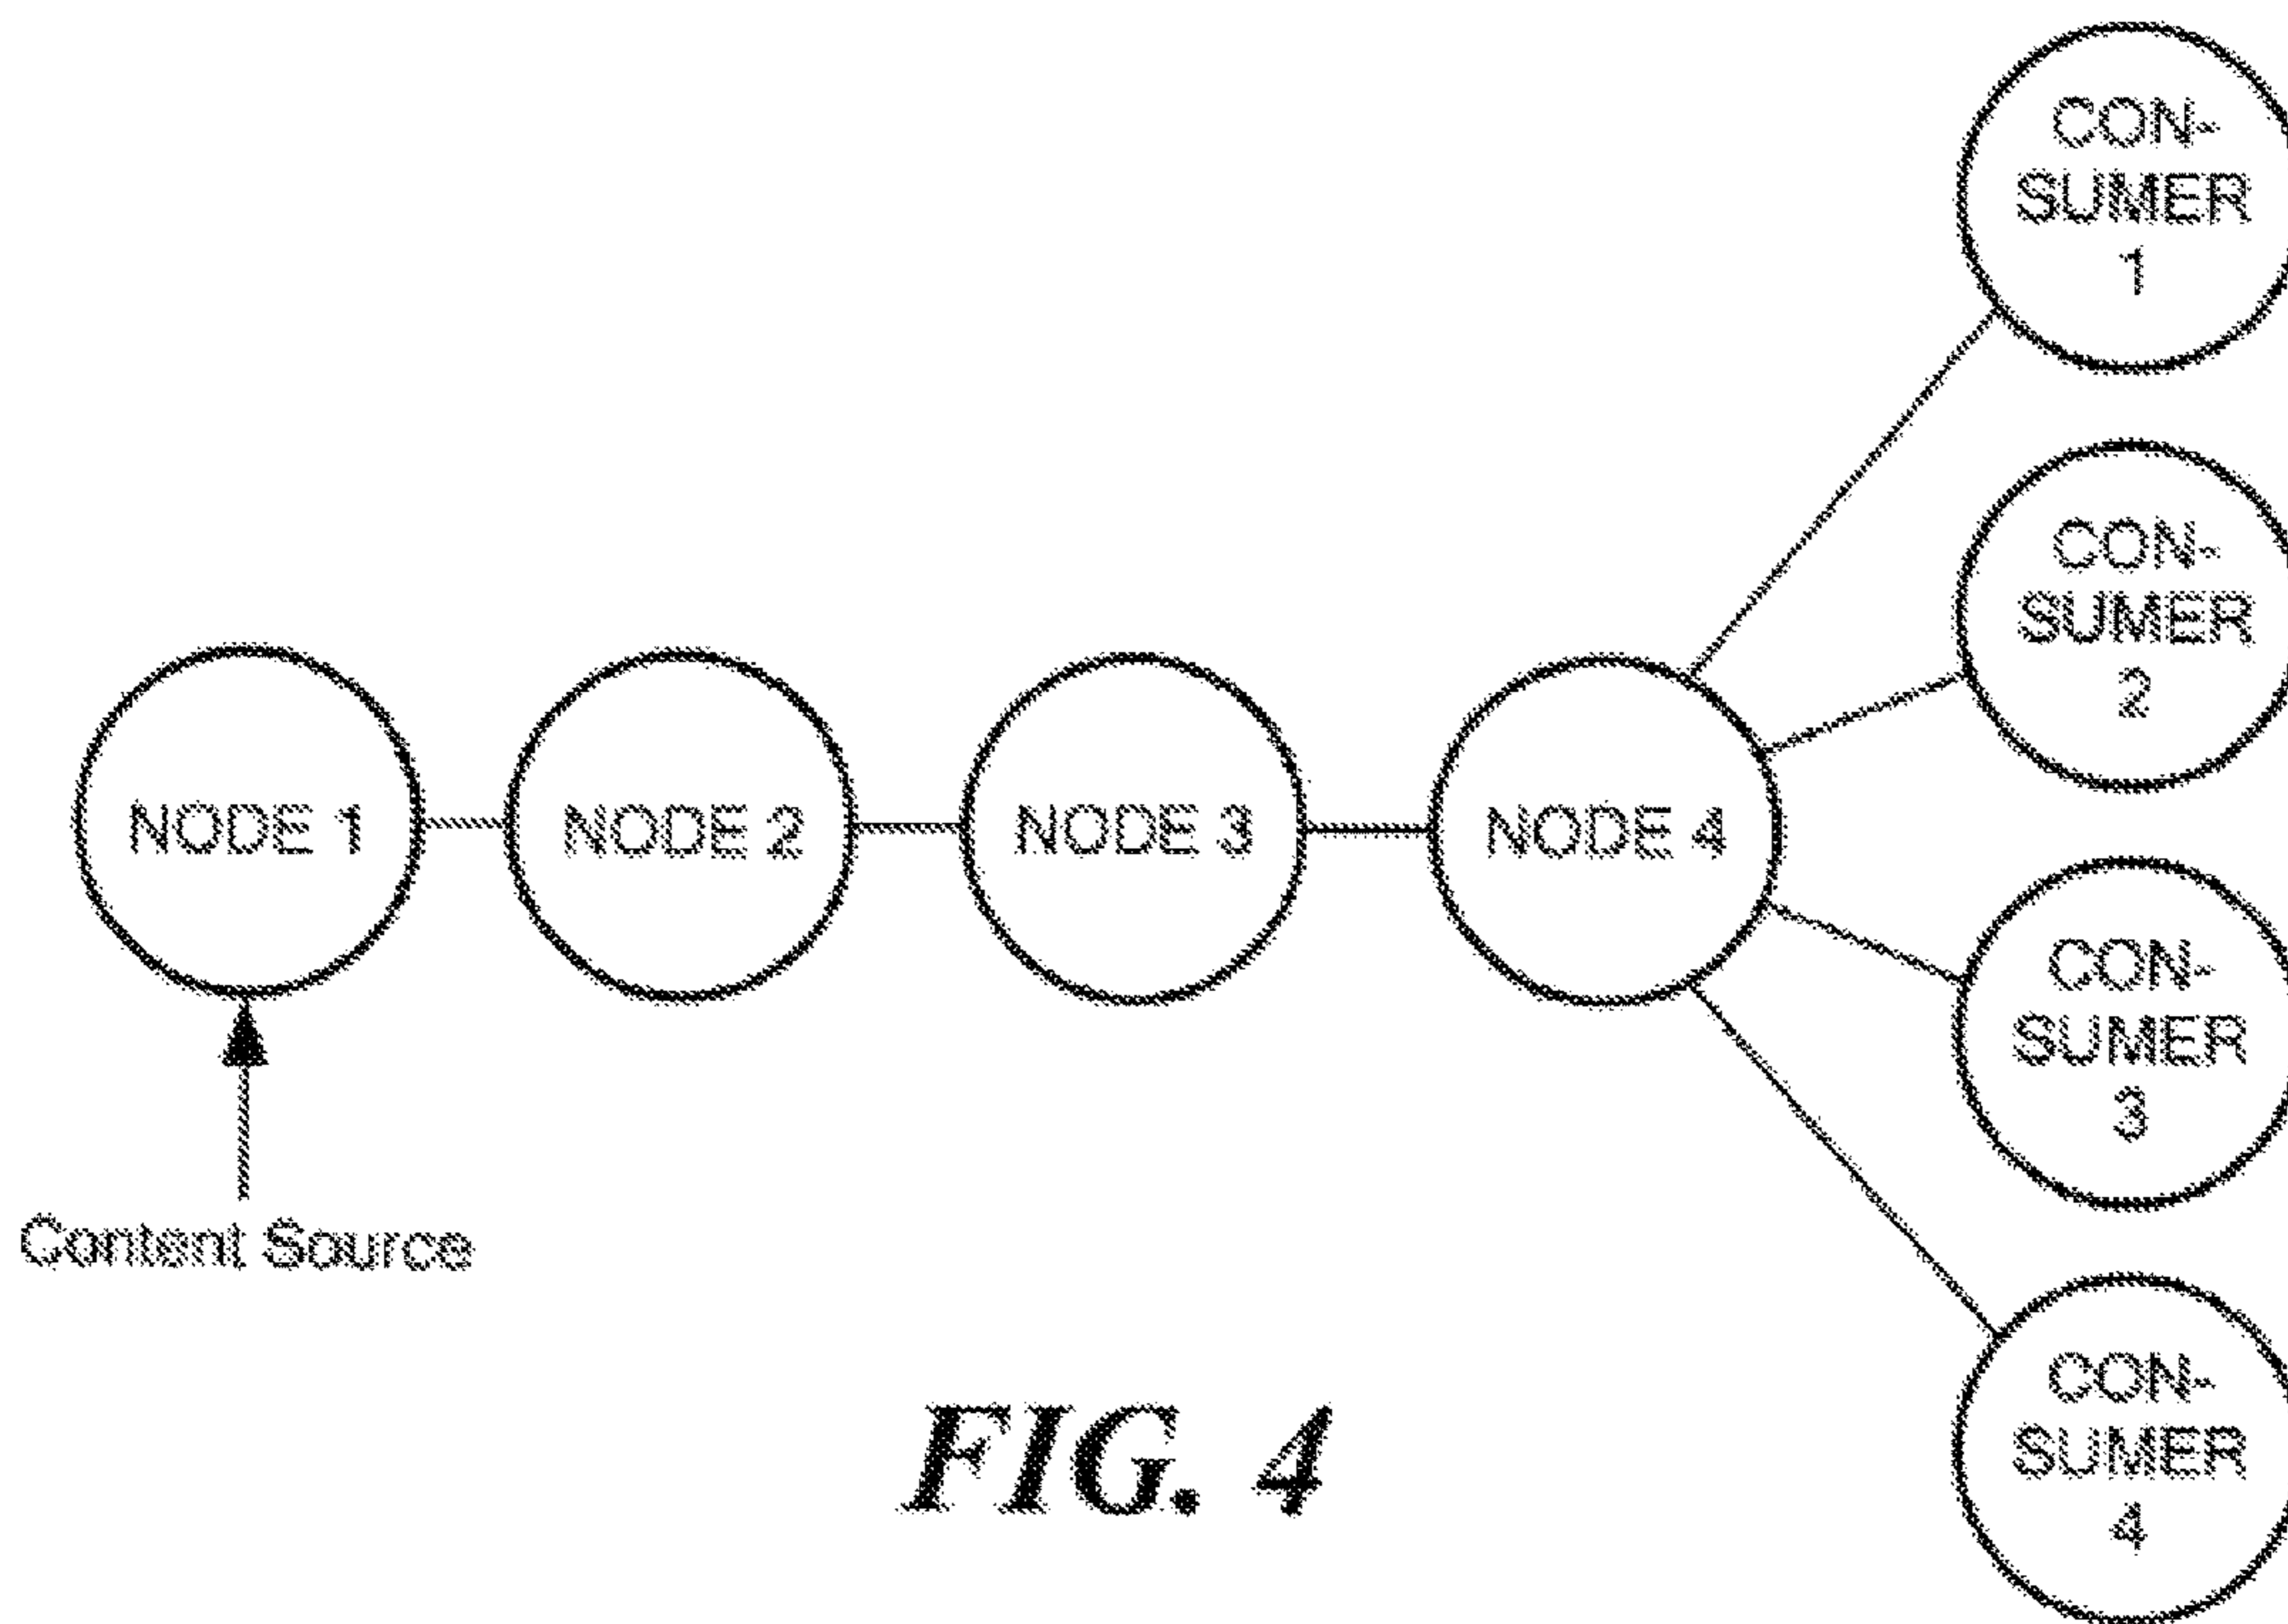 CON-
SUMER
1
CON-
SUMER
2
NODE 1
NODE 2
NODE 3
NODE 4
CON-
SUMER
3
Content Source
CON-
SUMER
4
FIG. 4